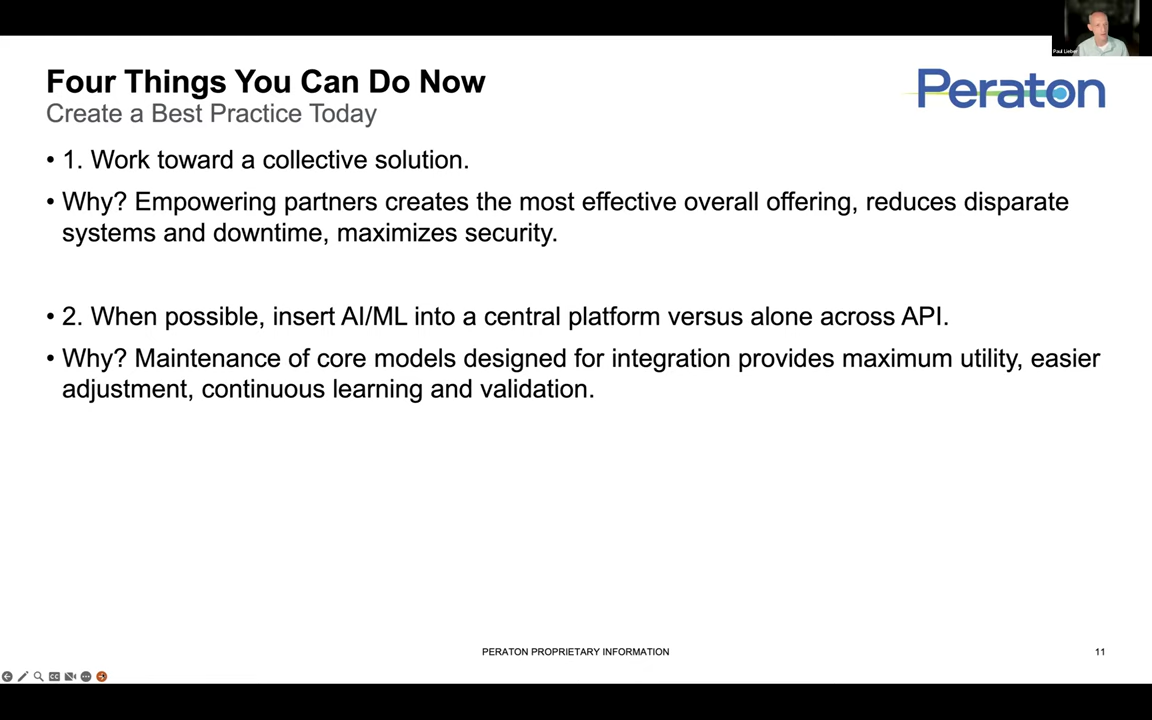 Paul Lieber
Four Things You Can Do Now
Peraton
Create a Best Practice Today
• 1. Work toward a collective solution.
• Why? Empowering partners creates the most effective overall offering, reduces disparate
systems and downtime, maximizes security.
• 2. When possible, insert AI/ML into a central platform versus alone across API.
• Why? Maintenance of core models designed for integration provides maximum utility, easier
adjustment, continuous learning and validation.
PERATON PROPRIETARY INFORMATION
11